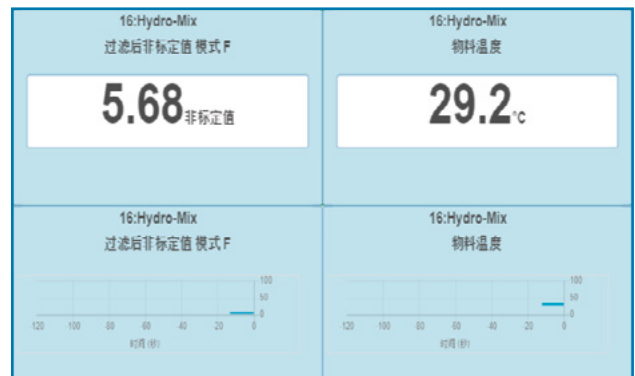 16:Hydro-Mix
过滤后非标定值 模式 F
5.68非标定值
16:Hydro-Mix
物料温度
29.2°C
16:Hydro-Mix
过滤后非标定值 模式 F
100
50
0
-120 -100 -80 -60 -40 -20 0
时间 (秒)
16:Hydro-Mix
物料温度
100
50
0
-120 -100 -80 -60 -40 -20 0
时间 (秒)